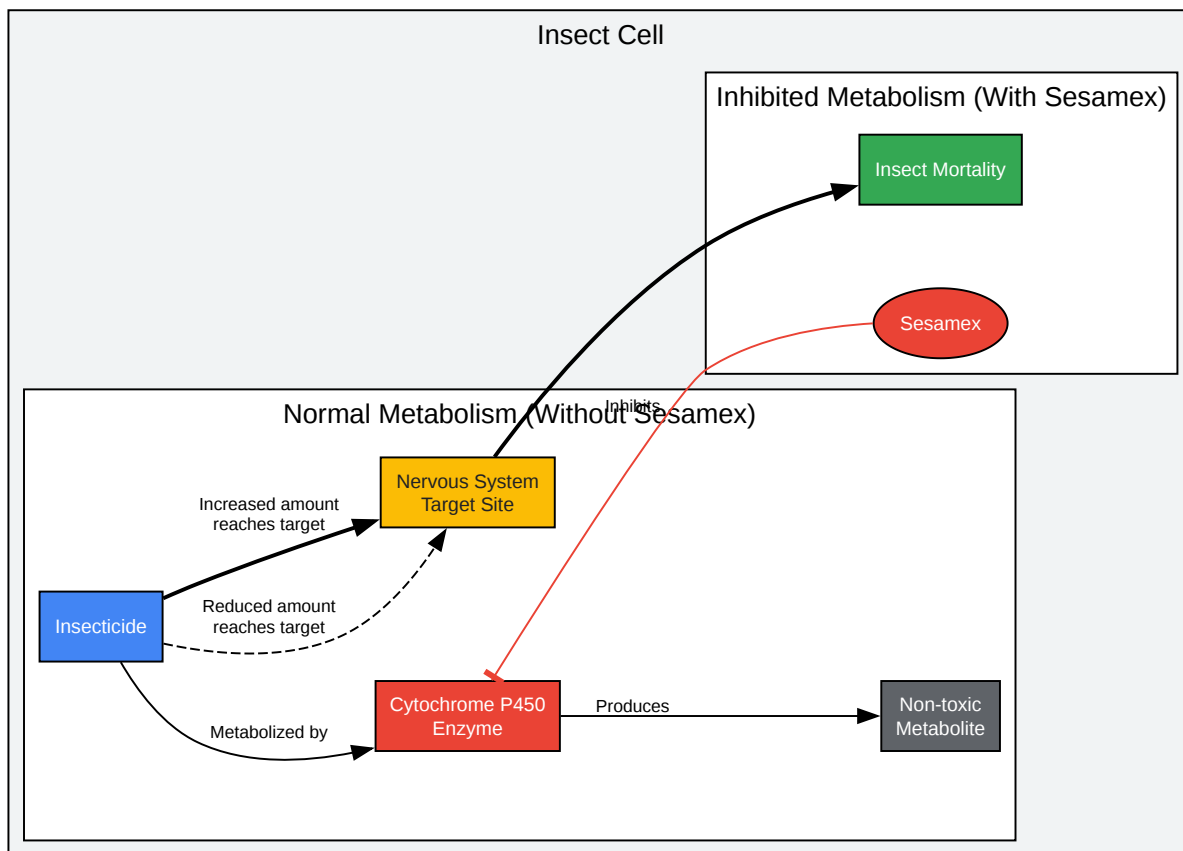 Insect Cell
Inhibited Metabolism (With Sesamex)
Insect Mortality
Sesamex
Inhibits
Normal Metabolism (Without Sesamex)
Nervous System
Target Site
Increased amount
reaches target
Reduced amount
reaches target
Insecticide
Metabolized by
Cytochrome P450
Enzyme
Produces
Non-toxic
Metabolite